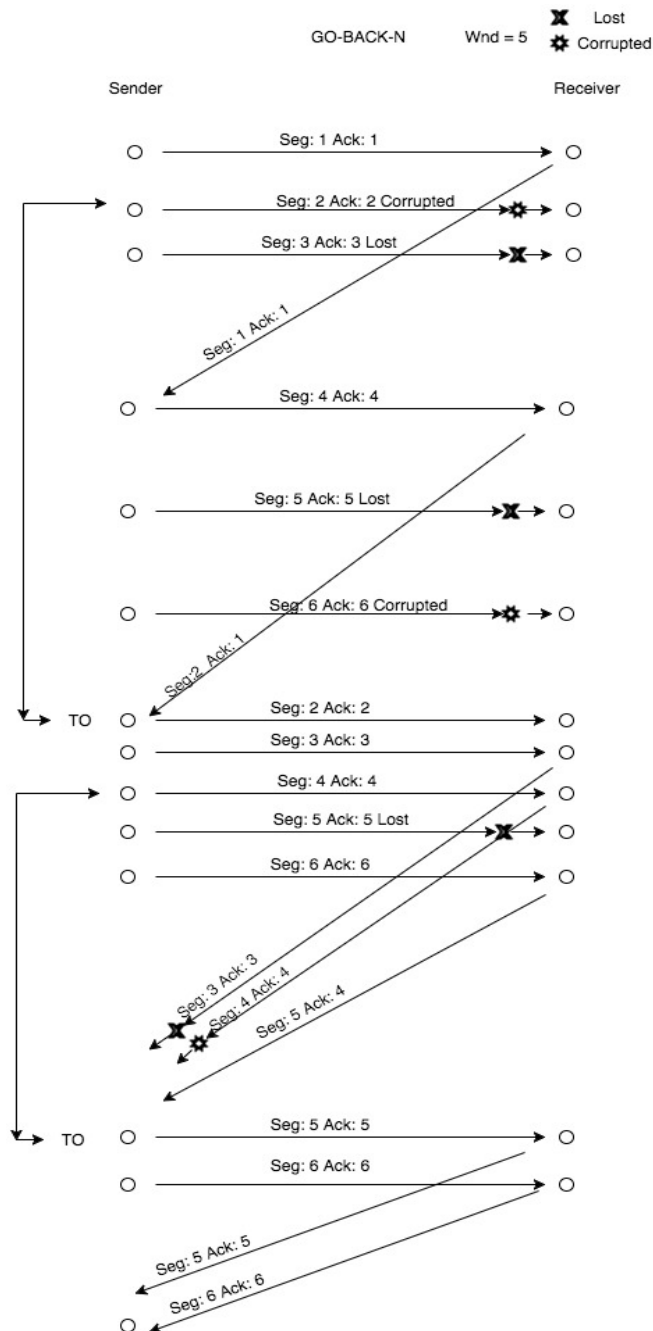 Lost
GO-BACK-N Wnd = 5 Corrupted
Sender Receiver
Seg: 1 Ack: 1
Seg: 2 Ack: 2 Corrupted
Seg: 3 Ack: 3 Lost
Seg: 1 Ack: 1
Seg: 4 Ack: 4
Seg: 5 Ack: 5 Lost
Seg: 6 Ack: 6 Corrupted
Seg:2 Ack: 1
TO
Seg: 2 Ack: 2
Seg: 3 Ack: 3
Seg: 4 Ack: 4
Seg: 5 Ack: 5 Lost
Seg: 6 Ack: 6
Seg: 3 Ack: 3
Seg: 4 Ack: 4
Seg: 5 Ack: 4
TO
Seg: 5 Ack: 5
Seg: 6 Ack: 6
Seg: 5 Ack: 5
Seg: 6 Ack: 6